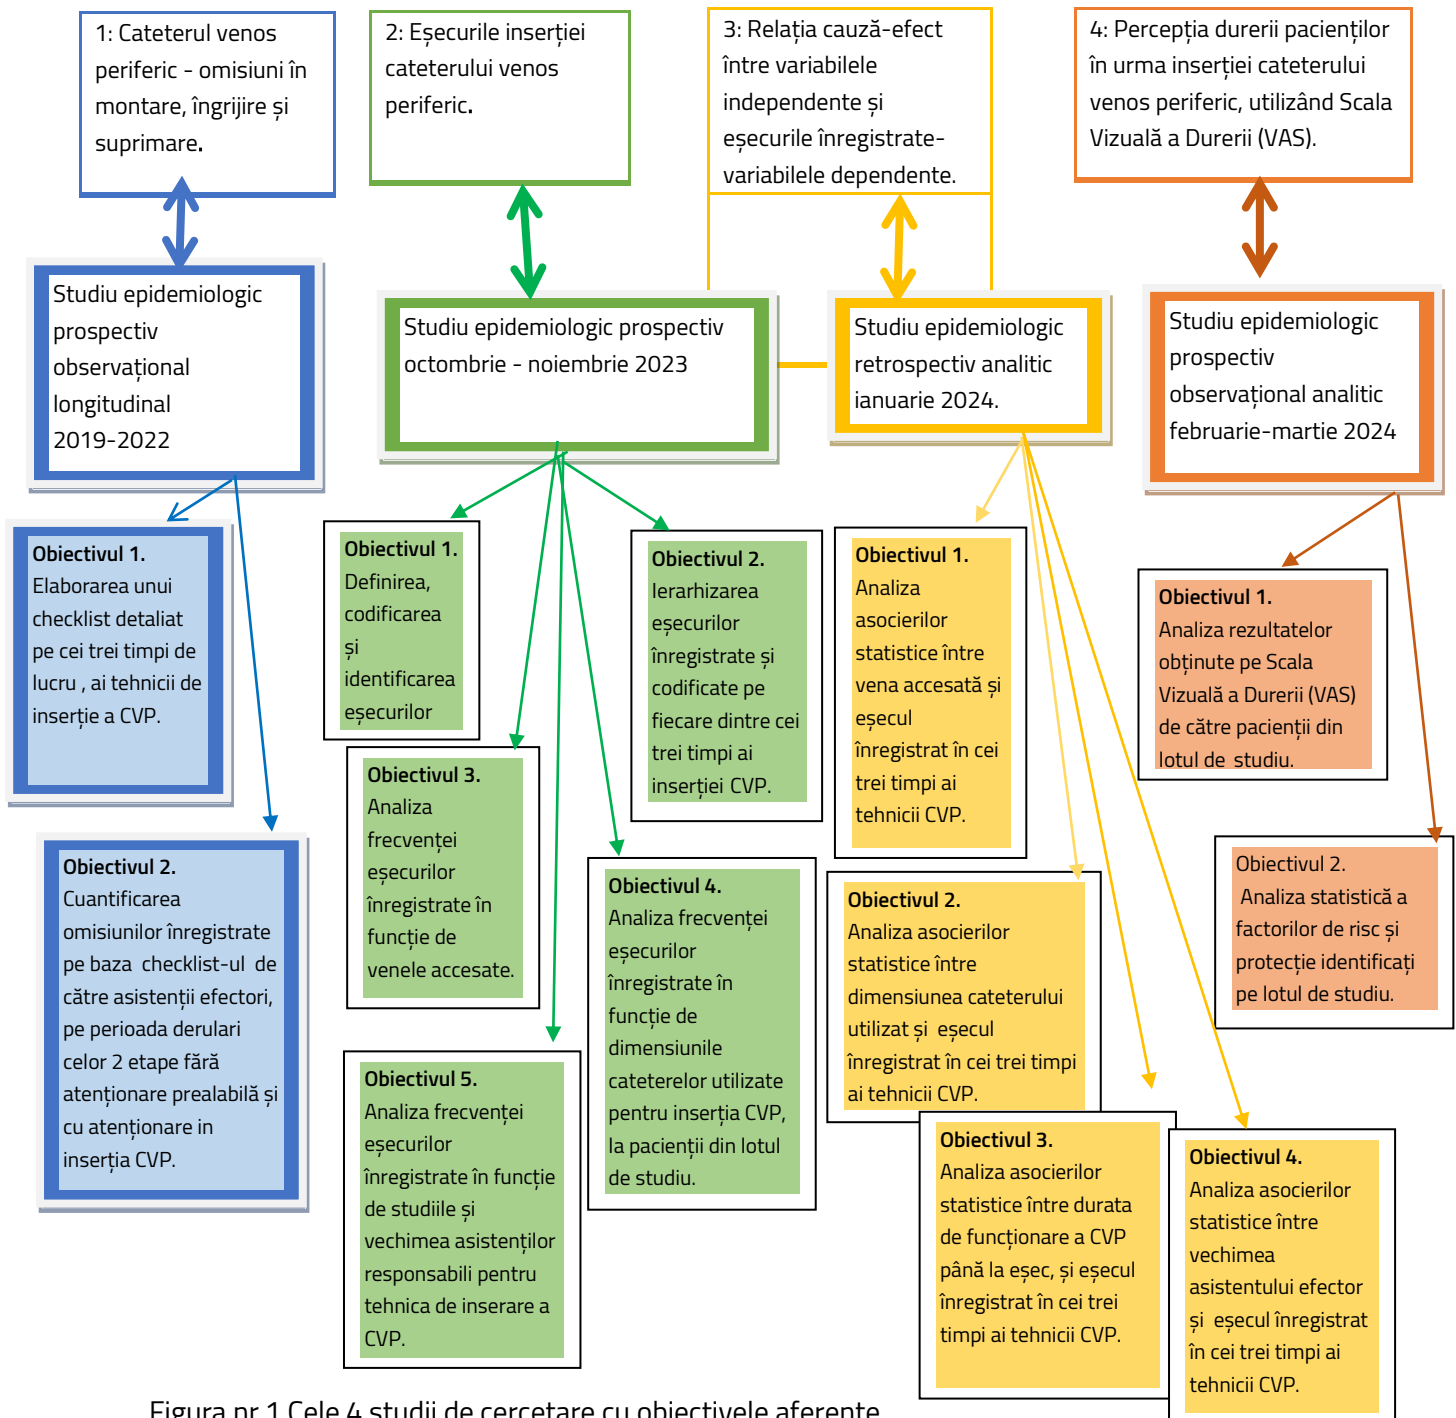 1: Cateterul venos
periferic - omisiuni în
montare, îngrijire și
suprimare.
2: Eșecurile inserției
cateterului venos
periferic.
3: Relația cauză-efect
între variabilele
independente și
eșecurile înregistrate-
variabilele dependente.
4: Percepția durerii pacienților
în urma inserției cateterului
venos periferic, utilizând Scala
Vizuală a Durerii (VAS).
Studiu epidemiologic
prospectiv
observațional
longitudinal
2019-2022
Studiu epidemiologic prospectiv
octombrie - noiembrie 2023
Studiu epidemiologic
retrospectiv analitic
ianuarie 2024.
Studiu epidemiologic
prospectiv
observațional analitic
februarie-martie 2024
Obiectivul 1.
Elaborarea unui
checklist detaliat
pe cei trei timpi de
lucru , ai tehnicii de
inserție a CVP.
Obiectivul 2.
Cuantificarea
omisiunilor înregistrate
pe baza checklist-ul de
către asistenții efectori,
pe perioada derulari
celor 2 etape fără
atenționare prealabilă și
cu atenționare in
inserția CVP.
Obiectivul 1.
Definirea,
codificarea
și
identificarea
eșecurilor
Obiectivul 2.
Ierarhizarea
eșecurilor
înregistrate și
codificate pe
fiecare dintre cei
trei timpi ai
inserției CVP.
Obiectivul 3.
Analiza
frecvenței
eșecurilor
înregistrate în
funcție de
venele accesate.
Obiectivul 4.
Analiza frecvenței
eșecurilor
înregistrate în
funcție de
dimensiunile
cateterelor utilizate
pentru inserția CVP,
la pacienții din lotul
de studiu.
Obiectivul 5.
Analiza frecvenței
eșecurilor
înregistrate în funcție
de studiile și
vechimea asistenților
responsabili pentru
tehnica de inserare a
CVP.
Obiectivul 1.
Analiza
asocierilor
statistice între
vena accesată și
eșecul
înregistrat în cei
trei timpi ai
tehnicii CVP.
Obiectivul 2.
Analiza asocierilor
statistice între
dimensiunea cateterului
utilizat și eșecul
înregistrat în cei trei timpi
ai tehnicii CVP.
Obiectivul 3.
Analiza asocierilor
statistice între durata
de funcționare a CVP
până la eșec, și eșecul
înregistrat în cei trei
timpi ai tehnicii CVP.
Obiectivul 4.
Analiza asocierilor
statistice între
vechimea
asistentului efector
și eșecul înregistrat
în cei trei timpi ai
tehnicii CVP.
Obiectivul 1.
Analiza rezultatelor
obținute pe Scala
Vizuală a Durerii (VAS)
de către pacienții din
lotul de studiu.
Obiectivul 2.
Analiza statistică a
factorilor de risc și
protecție identificați
pe lotul de studiu.
Figura nr 1 Cele 4 studii de cercetare cu obiectivele aferente